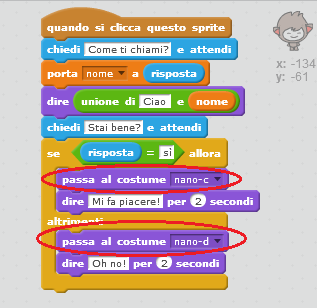 quando si clicca questo sprite
chiedi Come ti chiami? e attendi
porta nome a risposta
dire unione di Ciao e nome
chiedi Stai bene? e attendi
se risposta = si allora
passa al costume nano-c
dire Mi fa piacere! per 2 secondi
altrimenti
passa al costume nano-d
dire Oh no! per 2 secondi
x: -134
y: -61